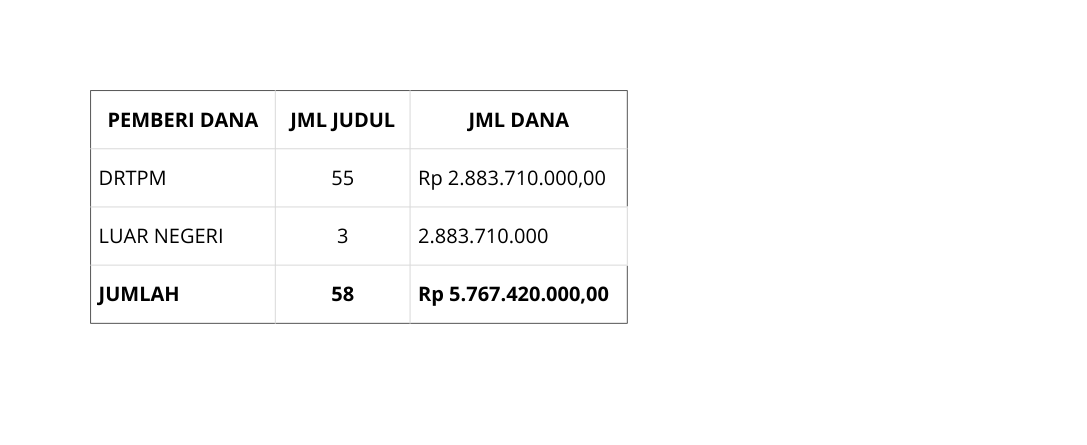 PEMBERI DANA JML JUDUL JML DANA
DRTPM 55 Rp 2.883.710.000,00
LUAR NEGERI 3 2.883.710.000
JUMLAH 58 Rp 5.767.420.000,00